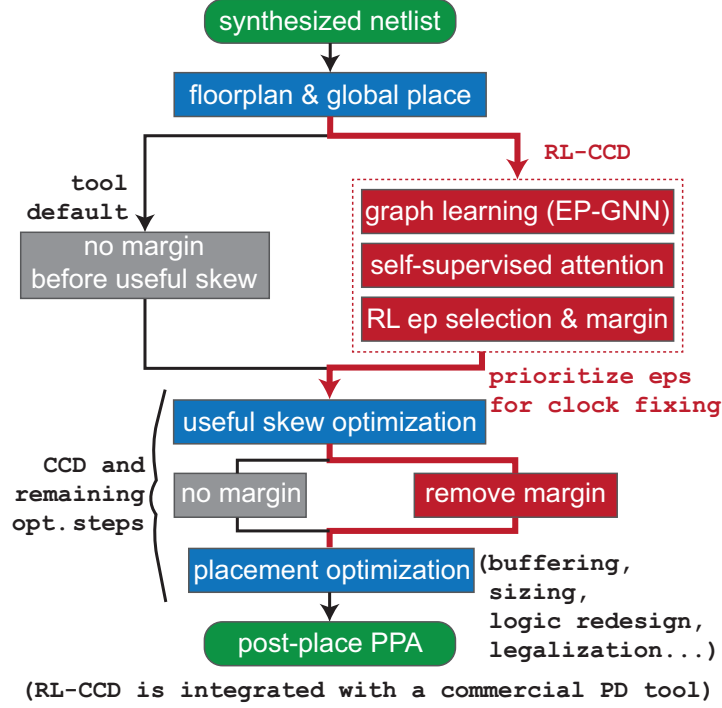 synthesized netlist
floorplan & global place
RL-CCD
tool
default
graph learning (EP-GNN)
no margin
before useful skew
self-supervised attention
RL ep selection & margin
prioritize eps
for clock fixing
useful skew optimization
CCD and
remaining
opt. steps
no margin
remove margin
placement optimization
(buffering,
sizing,
logic redesign,
legalization...)
post-place PPA
(RL-CCD is integrated with a commercial PD tool)